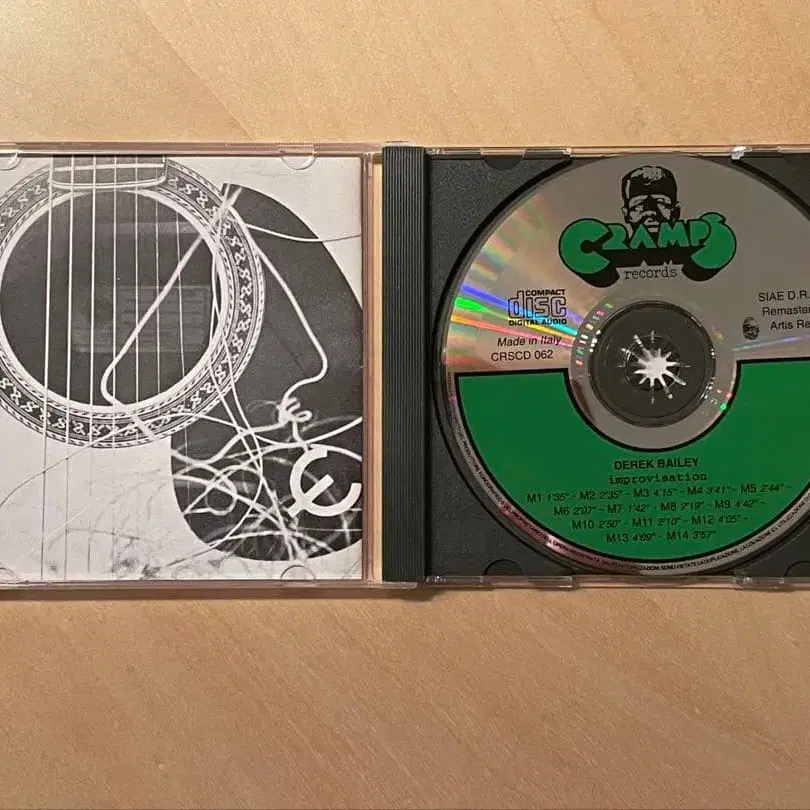 CRAMPS
records
COMPACT
disc
DIGITAL AUDIO
Made in Italy
CRSCD 062
SIAE D.R.
Remaster
Artis Re
DEREK BAILEY
improvisation
M1 1'35" - M2 2'35" - M3 4'15" - M4 3'41" - M5 2'44" -
M6 2'07" - M7 1'42" - M8 2'19" - M9 4'42" -
M10 2'50" - M11 2'10" - M12 4'05" -
M13 4'09" - M14 3'57"